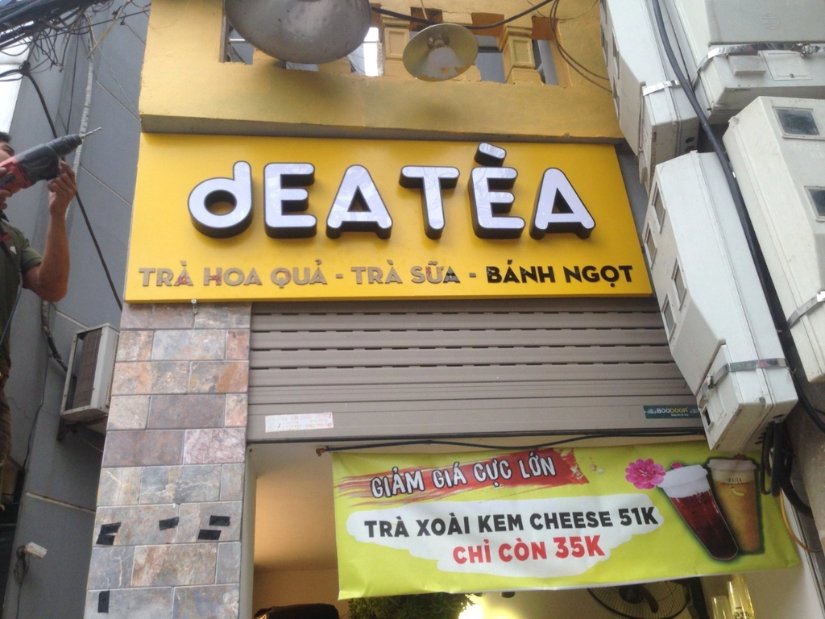 dEATÈA
TRÀ HOA QUẢ - TRÀ SỮA - BÁNH NGỌT
GIẢM GIÁ CỰC LỚN
TRÀ XOÀI KEM CHEESE 51K
CHỈ CÒN 35K